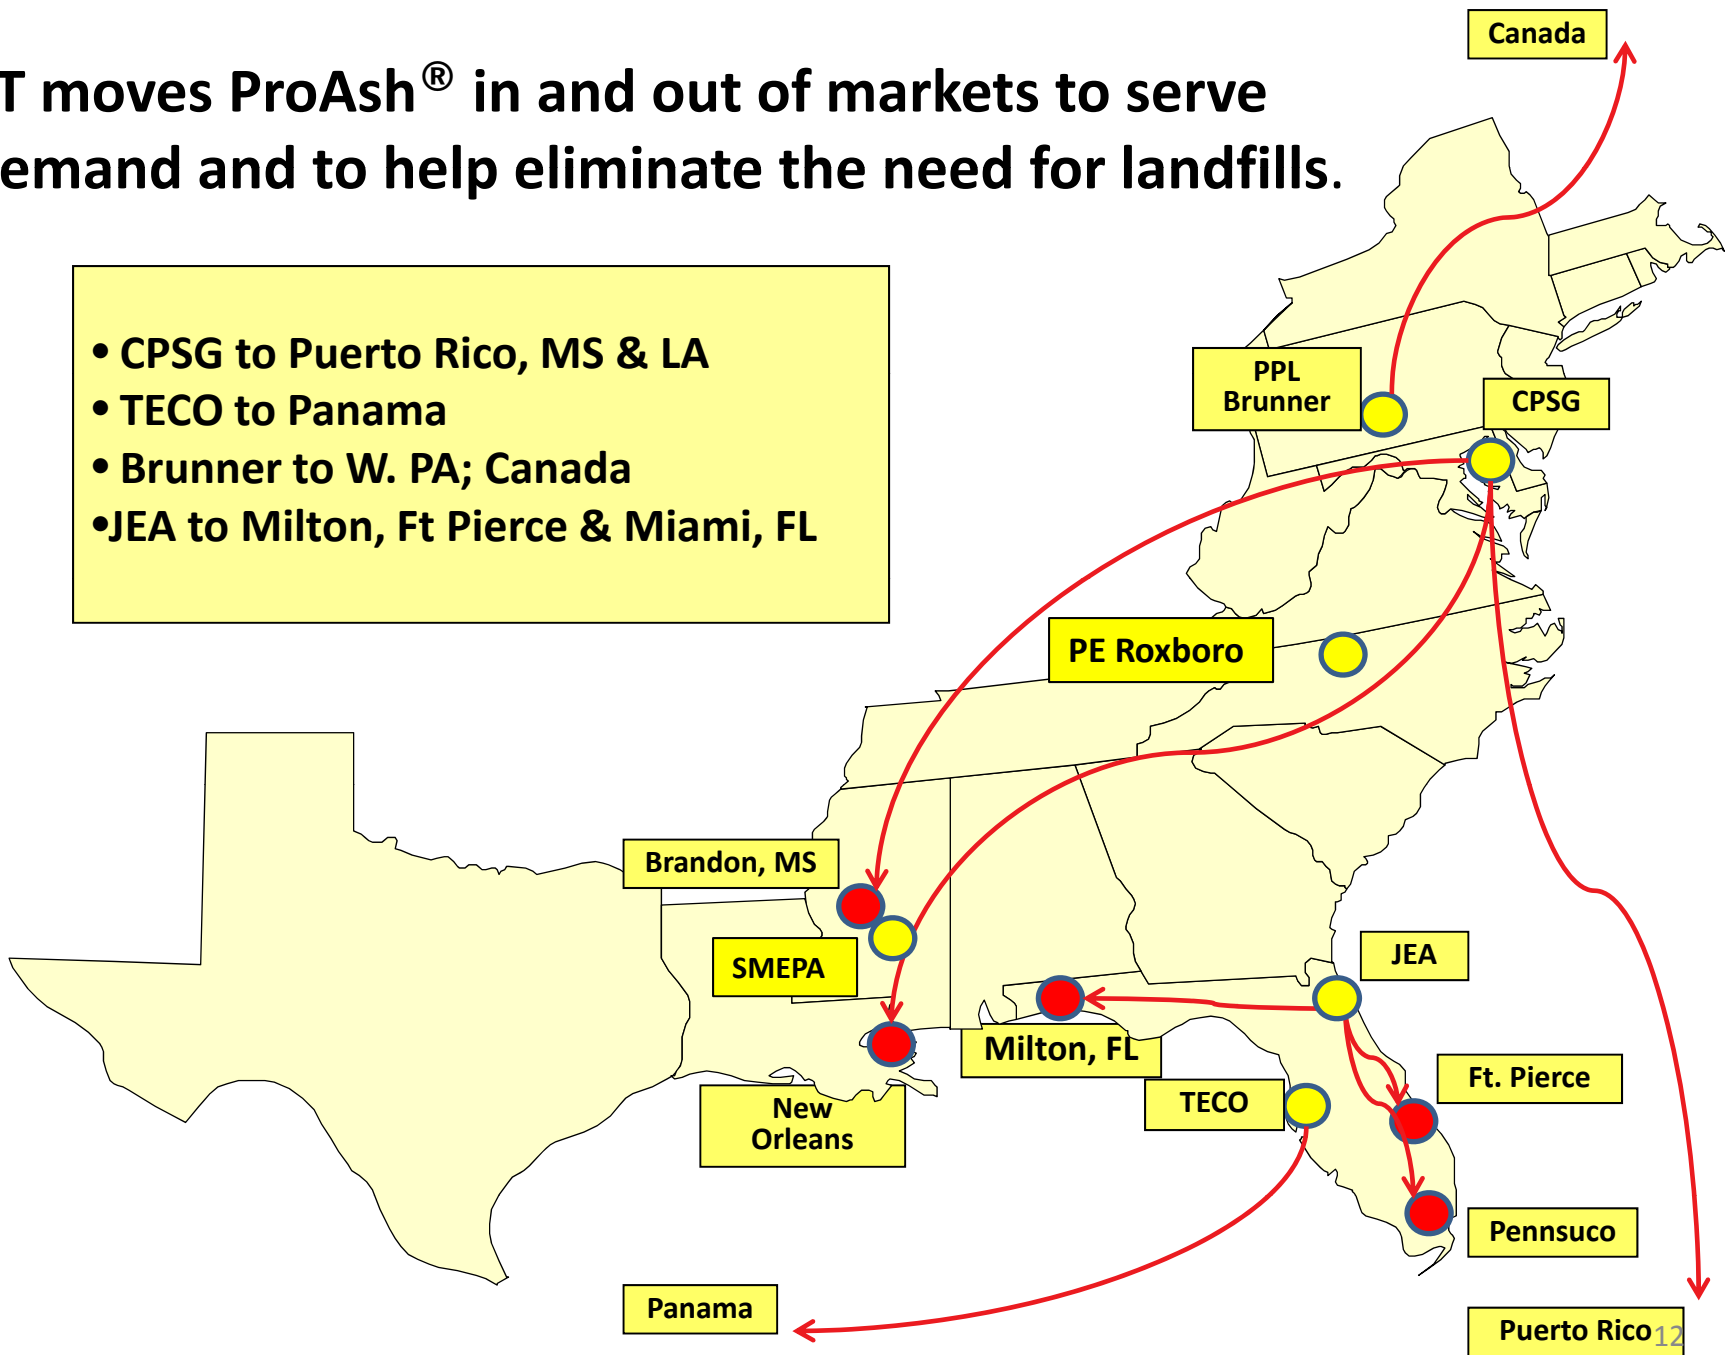 T moves ProAsh® in and out of markets to serve
emand and to help eliminate the need for landfills.
• CPSG to Puerto Rico, MS & LA
• TECO to Panama
• Brunner to W. PA; Canada
•JEA to Milton, Ft Pierce & Miami, FL
Canada
PPL
Brunner
CPSG
PE Roxboro
Brandon, MS
SMEPA
JEA
Milton, FL
Ft. Pierce
TECO
New
Orleans
Pennsuco
Panama
Puerto Rico
12